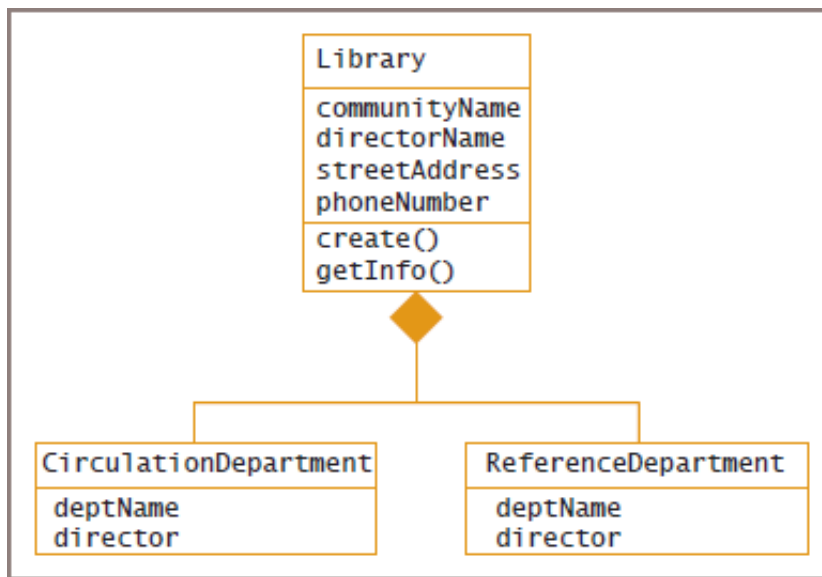 Library
communityName
directorName
streetAddress
phoneNumber
create()
getInfo()
CirculationDepartment
deptName
director
ReferenceDepartment
deptName
director